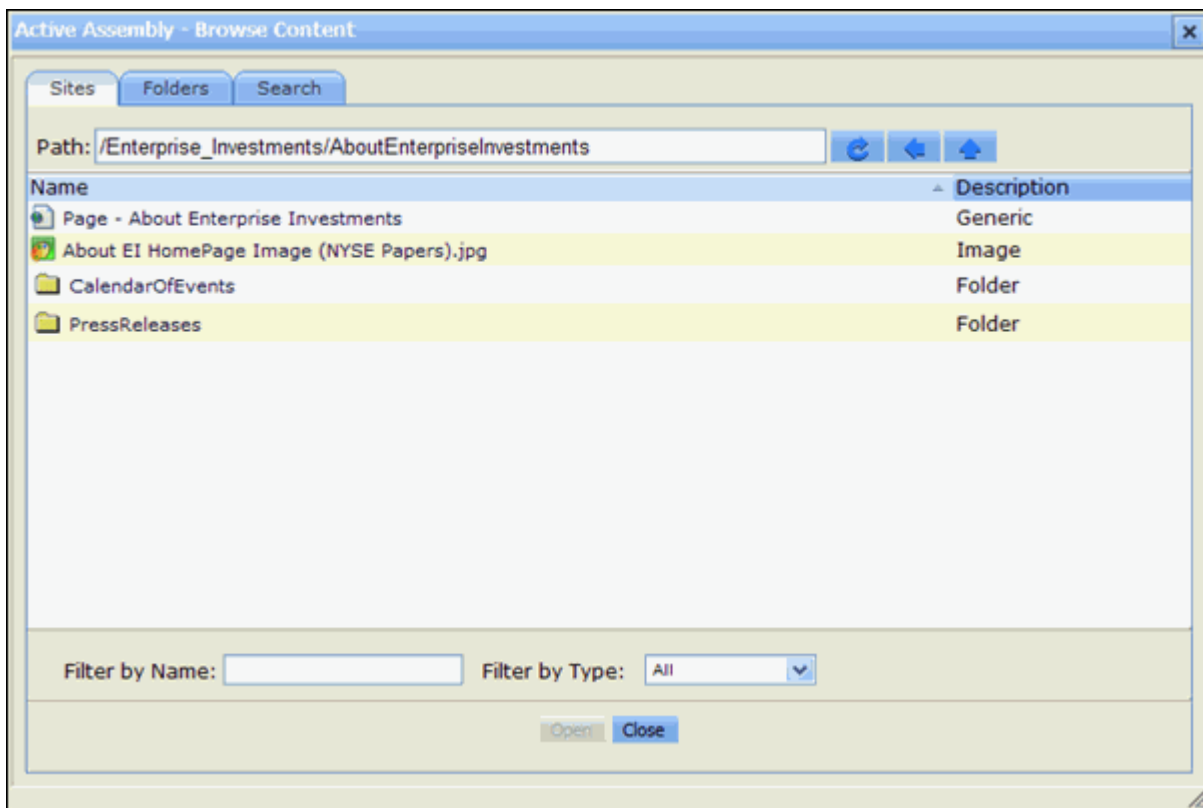 Active Assembly - Browse Content
Sites Folders Search
Path: /Enterprise_Investments/AboutEnterpriseInvestments
Name Description
Page - About Enterprise Investments Generic
About EI HomePage Image (NYSE Papers).jpg Image
CalendarOfEvents Folder
PressReleases Folder
Filter by Name: Filter by Type: All
Open Close